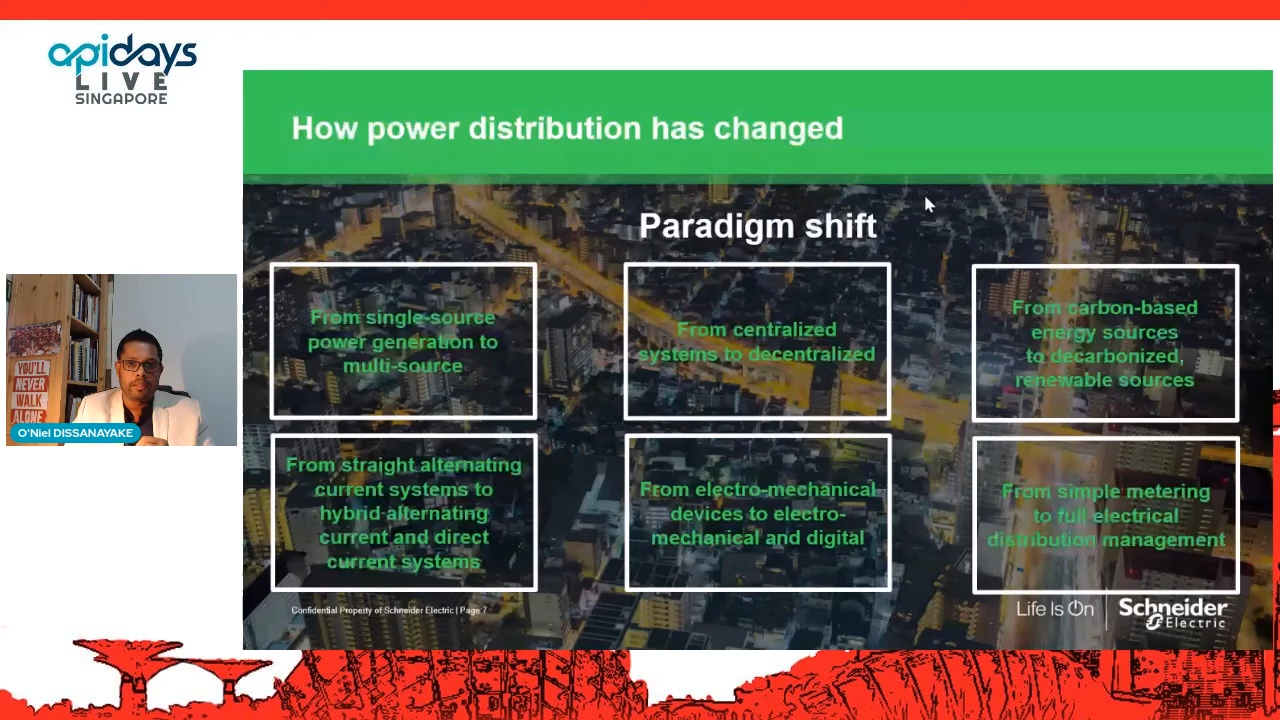 apidays
LIVE
SINGAPORE
How power distribution has changed
Paradigm shift
From single-source
power generation to
multi-source
From centralized
systems to decentralized
From carbon-based
energy sources
to decarbonized,
renewable sources
From straight alternating
current systems to
hybrid alternating
current and direct
current systems
From electro-mechanical
devices to electro-
mechanical and digital
From simple metering
to full electrical
distribution management
YOU'LL
NEVER
WALK
ALONE
O'Niel DISSANAYAKE
Confidential Property of Schneider Electric | Page 7
Life Is On
Schneider
Electric